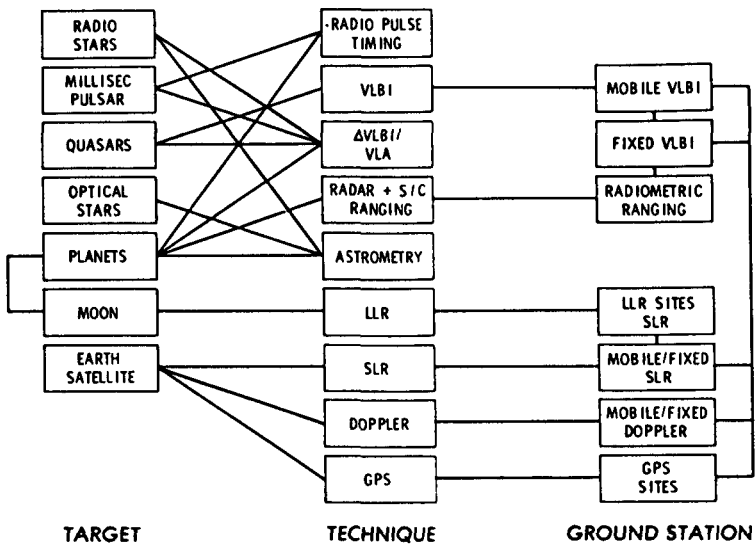 RADIO
STARS
MILLISEC
PULSAR
QUASARS
OPTICAL
STARS
PLANETS
MOON
EARTH
SATELLITE
TARGET
-RADIO PULSE
TIMING
VLBI
ΔVLBI/
VLA
RADAR + S/C
RANGING
ASTROMETRY
LLR
SLR
DOPPLER
GPS
TECHNIQUE
MOBILE VLBI
FIXED VLBI
RADIOMETRIC
RANGING
LLR SITES
SLR
MOBILE/FIXED
SLR
MOBILE/FIXED
DOPPLER
GPS
SITES
GROUND STATION